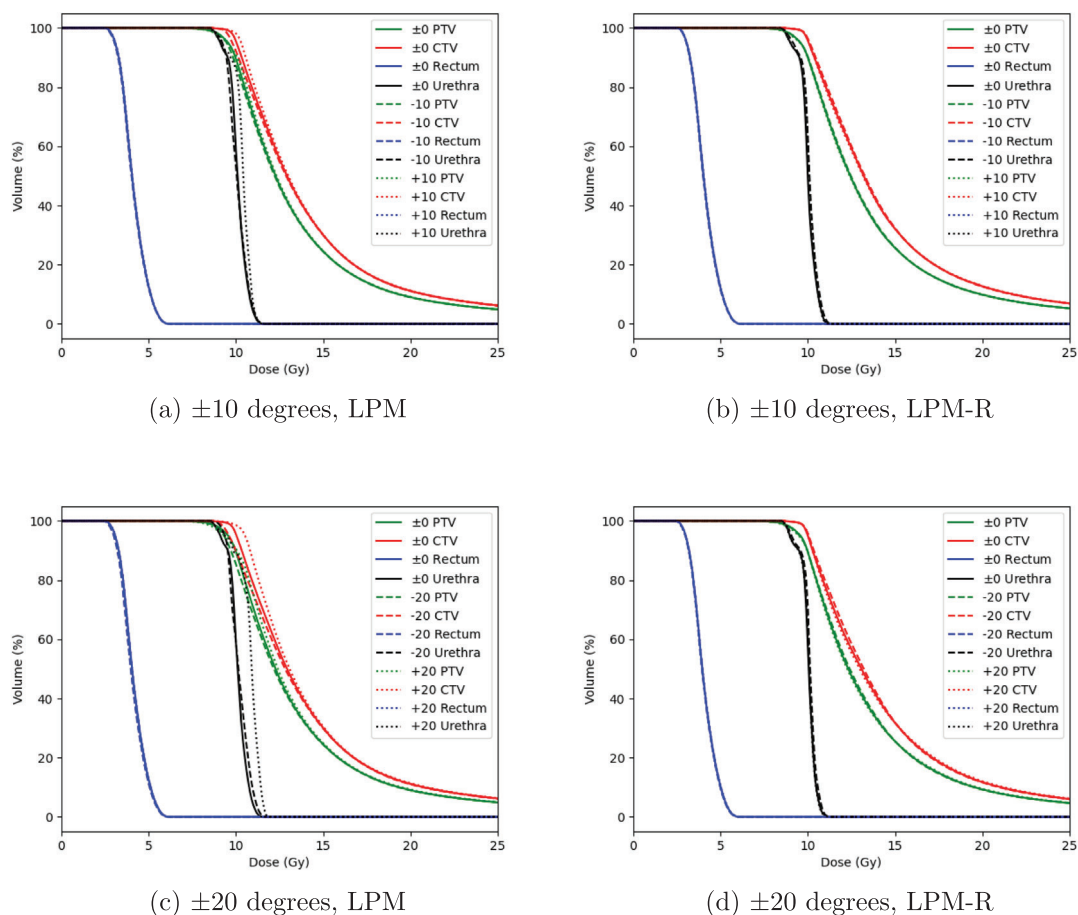 100
80
60
40
20
0
Volume (%)
0 5 10 15 20 25
Dose (Gy)
±0 PTV
±0 CTV
±0 Rectum
±0 Urethra
-10 PTV
-10 CTV
-10 Rectum
-10 Urethra
+10 PTV
+10 CTV
+10 Rectum
+10 Urethra
(a) ±10 degrees, LPM
100
80
60
40
20
0
Volume (%)
0 5 10 15 20 25
Dose (Gy)
±0 PTV
±0 CTV
±0 Rectum
±0 Urethra
-10 PTV
-10 CTV
-10 Rectum
-10 Urethra
+10 PTV
+10 CTV
+10 Rectum
+10 Urethra
(b) ±10 degrees, LPM-R
100
80
60
40
20
0
Volume (%)
0 5 10 15 20 25
Dose (Gy)
±0 PTV
±0 CTV
±0 Rectum
±0 Urethra
-20 PTV
-20 CTV
-20 Rectum
-20 Urethra
+20 PTV
+20 CTV
+20 Rectum
+20 Urethra
(c) ±20 degrees, LPM
100
80
60
40
20
0
Volume (%)
0 5 10 15 20 25
Dose (Gy)
±0 PTV
±0 CTV
±0 Rectum
±0 Urethra
-20 PTV
-20 CTV
-20 Rectum
-20 Urethra
+20 PTV
+20 CTV
+20 Rectum
+20 Urethra
(d) ±20 degrees, LPM-R